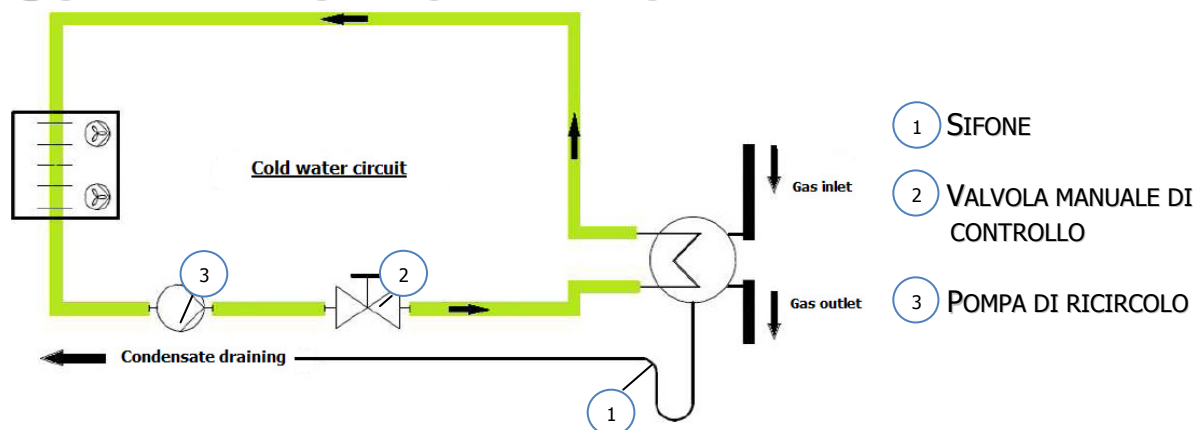 Cold water circuit
Gas inlet
3
2
Gas outlet
Condensate draining
1
1 SIFONE
2 VALVOLA MANUALE DI
CONTROLLO
3 POMPA DI RICIRCOLO